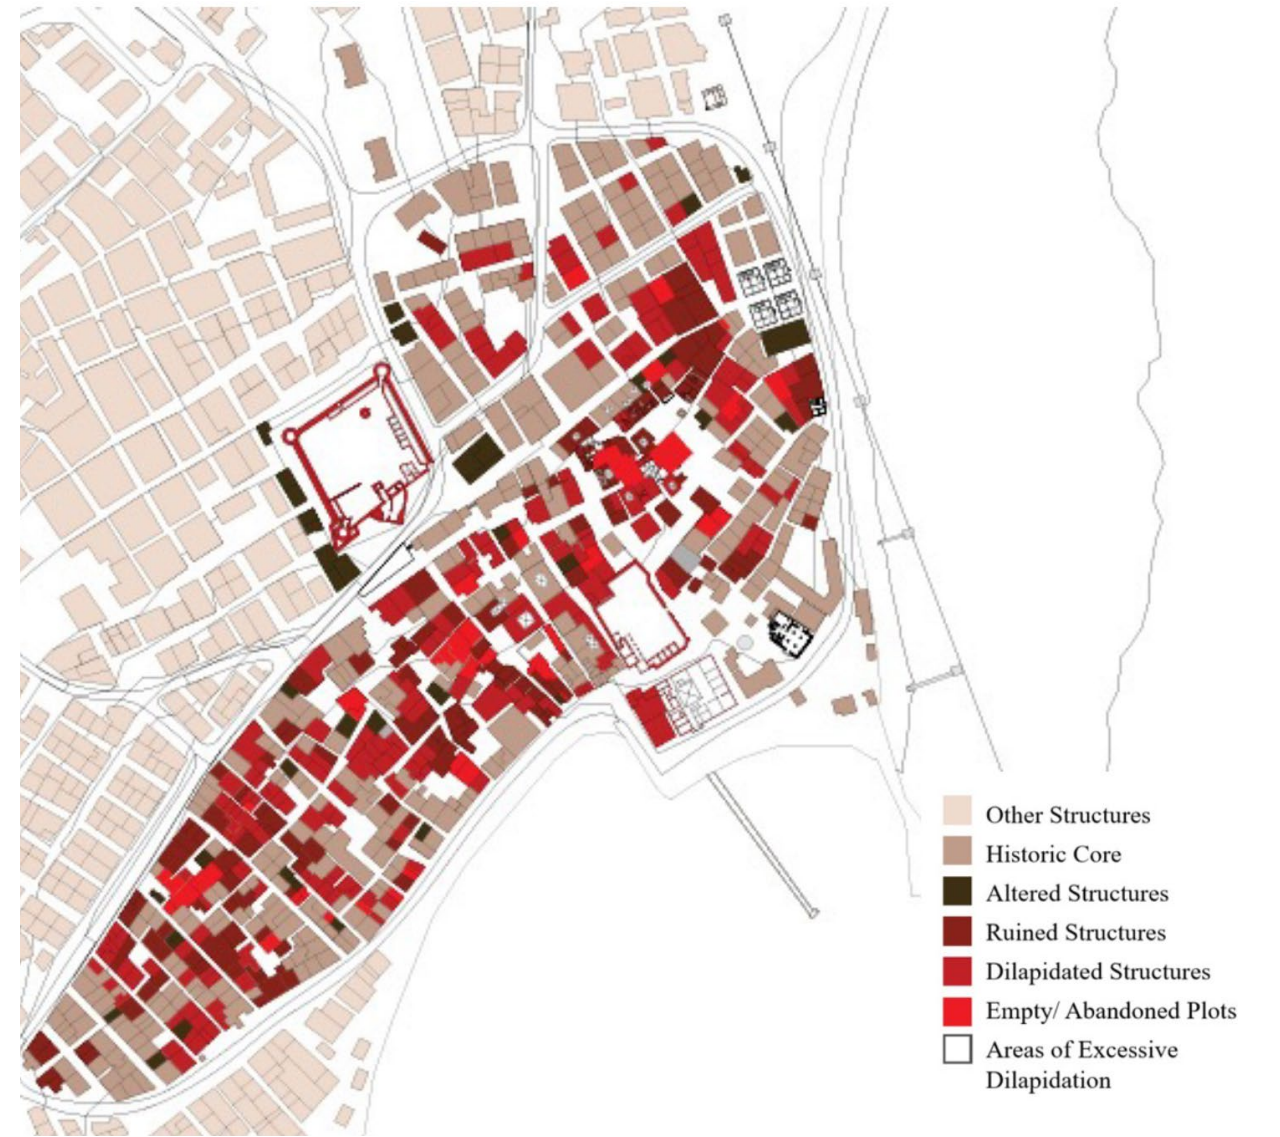 Other Structures
Historic Core
Altered Structures
Ruined Structures
Dilapidated Structures
Empty/ Abandoned Plots
Areas of Excessive
Dilapidation